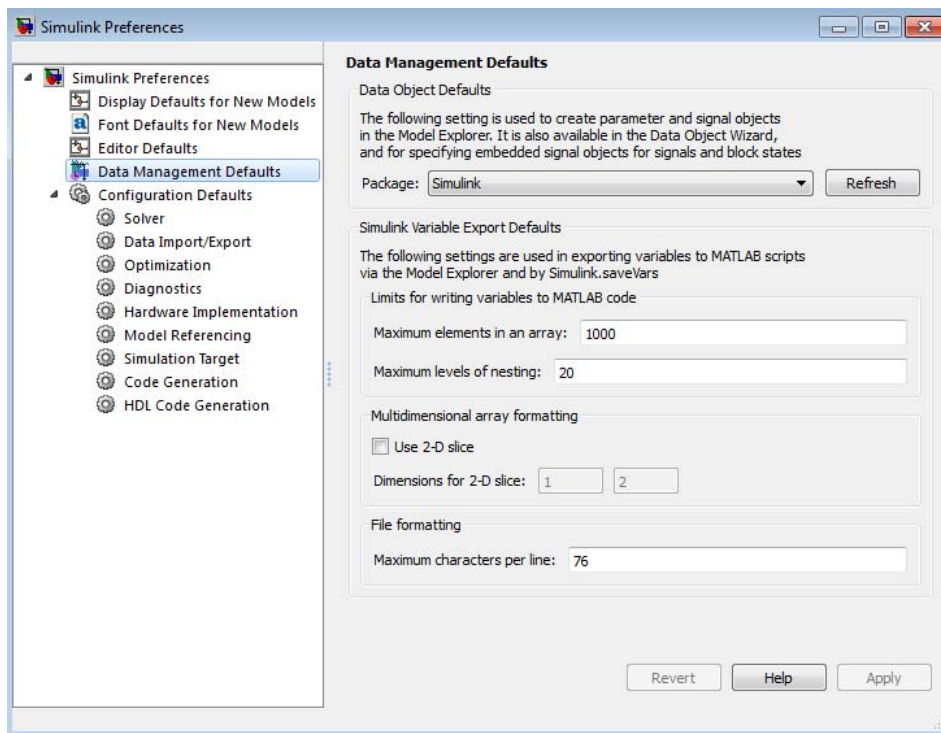 Simulink Preferences
Simulink Preferences
Display Defaults for New Models
Font Defaults for New Models
Editor Defaults
Data Management Defaults
Configuration Defaults
Solver
Data Import/Export
Optimization
Diagnostics
Hardware Implementation
Model Referencing
Simulation Target
Code Generation
HDL Code Generation
Data Management Defaults
Data Object Defaults
The following setting is used to create parameter and signal objects
in the Model Explorer. It is also available in the Data Object Wizard,
and for specifying embedded signal objects for signals and block states
Package: Simulink Refresh
Simulink Variable Export Defaults
The following settings are used in exporting variables to MATLAB scripts
via the Model Explorer and by Simulink.saveVars
Limits for writing variables to MATLAB code
Maximum elements in an array: 1000
Maximum levels of nesting: 20
Multidimensional array formatting
Use 2-D slice
Dimensions for 2-D slice: 1 2
File formatting
Maximum characters per line: 76
Revert Help Apply